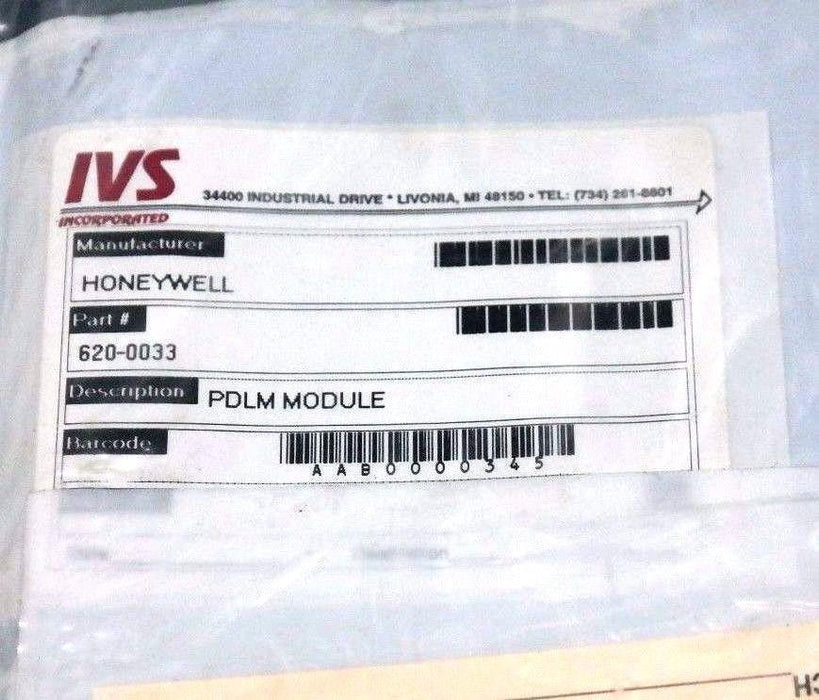 IVS
INCORPORATED
34400 INDUSTRIAL DRIVE * LIVONIA, MI 48150 • TEL: (734) 261-8601
Manufacturer
HONEYWELL
Part #
620-0033
Description PDLM MODULE
Barcode
AAB0000345